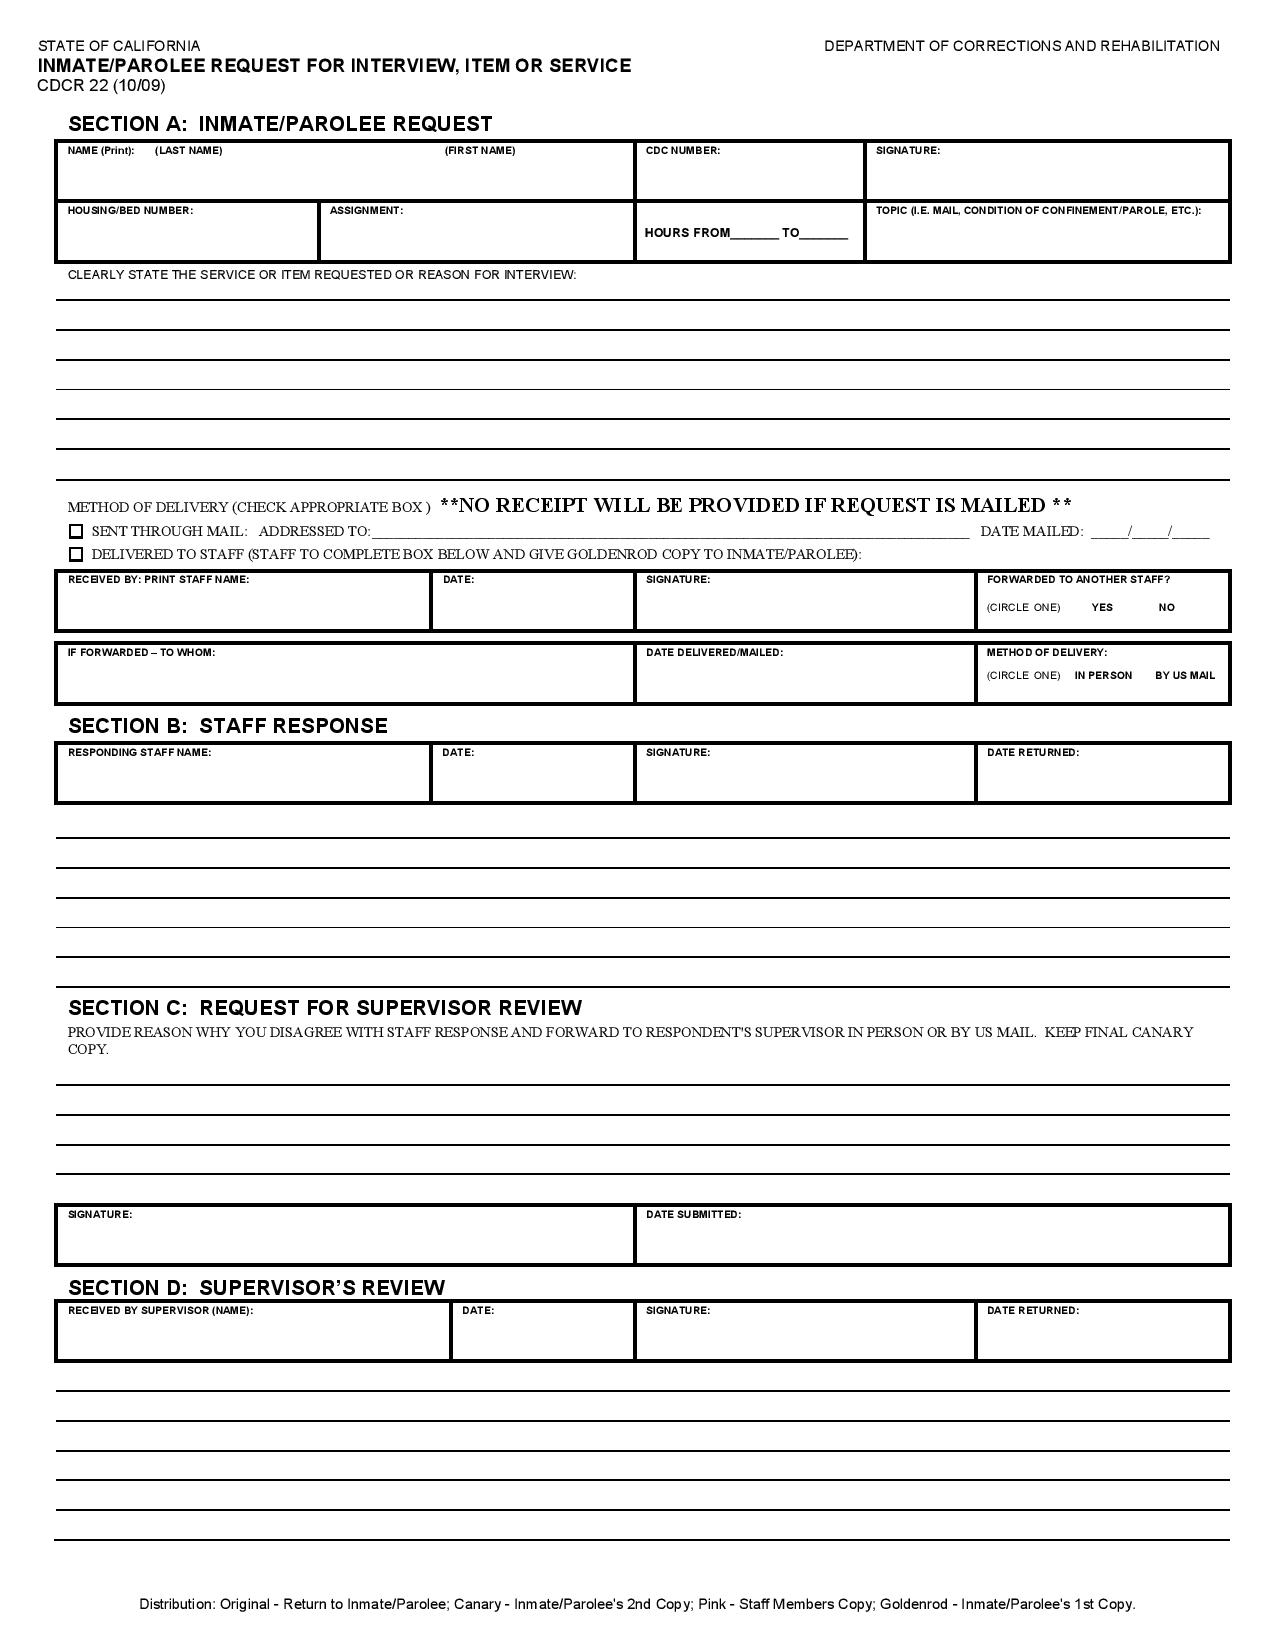 STATE OF CALIFORNIA DEPARTMENT OF CORRECTIONS AND REHABILITATION
INMATE/PAROLEE REQUEST FOR INTERVIEW, ITEM OR SERVICE
CDCR 22 (10/09)
SECTION A: INMATE/PAROLEE REQUEST
NAME (Print): (LAST NAME) (FIRST NAME) CDC NUMBER: SIGNATURE:
HOUSING/BED NUMBER: ASSIGNMENT: TOPIC (I.E. MAIL, CONDITION OF CONFINEMENT/PAROLE, ETC.):
HOURS FROM_______ TO_______
CLEARLY STATE THE SERVICE OR ITEM REQUESTED OR REASON FOR INTERVIEW:
METHOD OF DELIVERY (CHECK APPROPRIATE BOX ) **NO RECEIPT WILL BE PROVIDED IF REQUEST IS MAILED **
SENT THROUGH MAIL: ADDRESSED TO:____________________ DATE MAILED: _____/_____/_____
DELIVERED TO STAFF (STAFF TO COMPLETE BOX BELOW AND GIVE GOLDENROD COPY TO INMATE/PAROLEE):
RECEIVED BY: PRINT STAFF NAME: DATE: SIGNATURE: FORWARDED TO ANOTHER STAFF?
(CIRCLE ONE) YES NO
IF FORWARDED – TO WHOM: DATE DELIVERED/MAILED: METHOD OF DELIVERY:
(CIRCLE ONE) IN PERSON BY US MAIL
SECTION B: STAFF RESPONSE
RESPONDING STAFF NAME: DATE: SIGNATURE: DATE RETURNED:
SECTION C: REQUEST FOR SUPERVISOR REVIEW
PROVIDE REASON WHY YOU DISAGREE WITH STAFF RESPONSE AND FORWARD TO RESPONDENT'S SUPERVISOR IN PERSON OR BY US MAIL. KEEP FINAL CANARY
COPY.
SIGNATURE: DATE SUBMITTED:
SECTION D: SUPERVISOR’S REVIEW
RECEIVED BY SUPERVISOR (NAME): DATE: SIGNATURE: DATE RETURNED:
Distribution: Original - Return to Inmate/Parolee; Canary - Inmate/Parolee's 2nd Copy; Pink - Staff Members Copy; Goldenrod - Inmate/Parolee's 1st Copy.